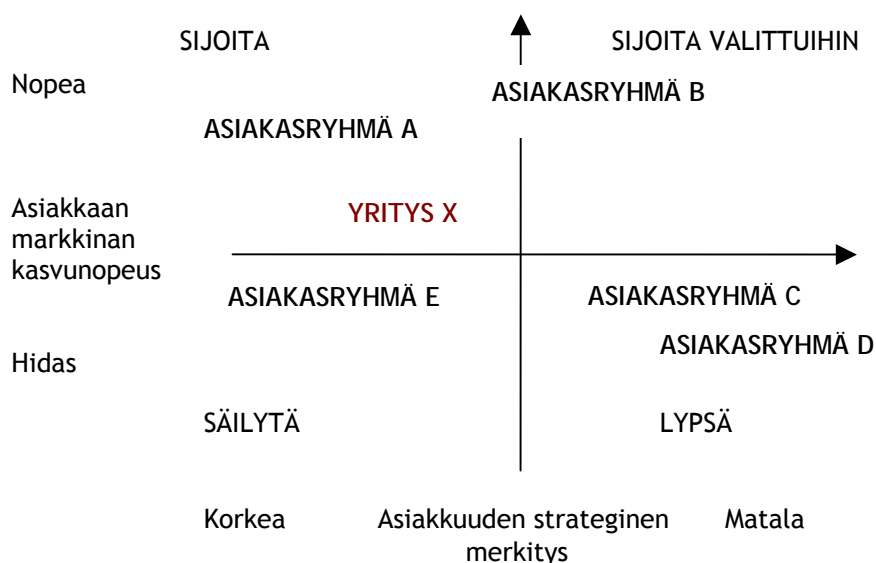 SIJOITA
SIJOITA VALITTUIHIN
Nopea
ASIAKASRYHMÄ B
ASIAKASRYHMÄ A
Asiakkaan
markkinan
kasvunopeus
YRITYS X
ASIAKASRYHMÄ E
ASIAKASRYHMÄ C
ASIAKASRYHMÄ D
Hidas
SÄILYTÄ
LYPSÄ
Korkea
Asiakkuuden strateginen
merkitys
Matala